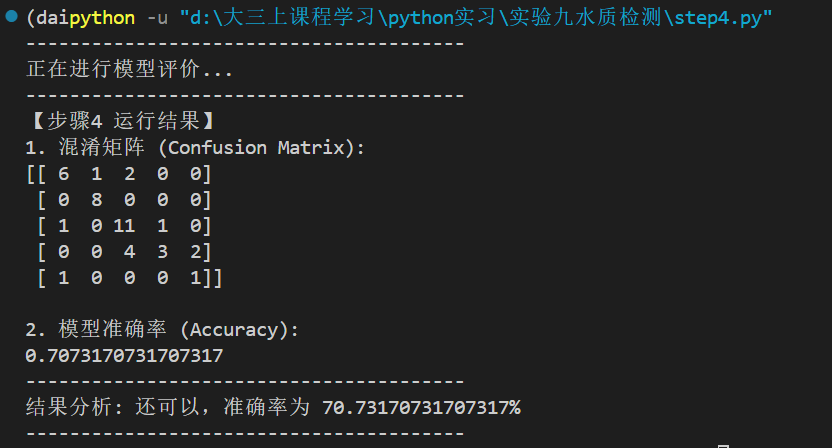 (daipython -u "d:\大三上课程学习\python实习\实验九水质检测\step4.py"
----------------------------------------
正在进行模型评价...
----------------------------------------
【步骤4 运行结果】
1. 混淆矩阵 (Confusion Matrix):
[[ 6  1  2  0  0]
 [ 0  8  0  0  0]
 [ 1  0 11  1  0]
 [ 0  0  4  3  2]
 [ 1  0  0  0  1]]
2. 模型准确率 (Accuracy):
0.7073170731707317
----------------------------------------
结果分析: 还可以，准确率为 70.73170731707317%
----------------------------------------